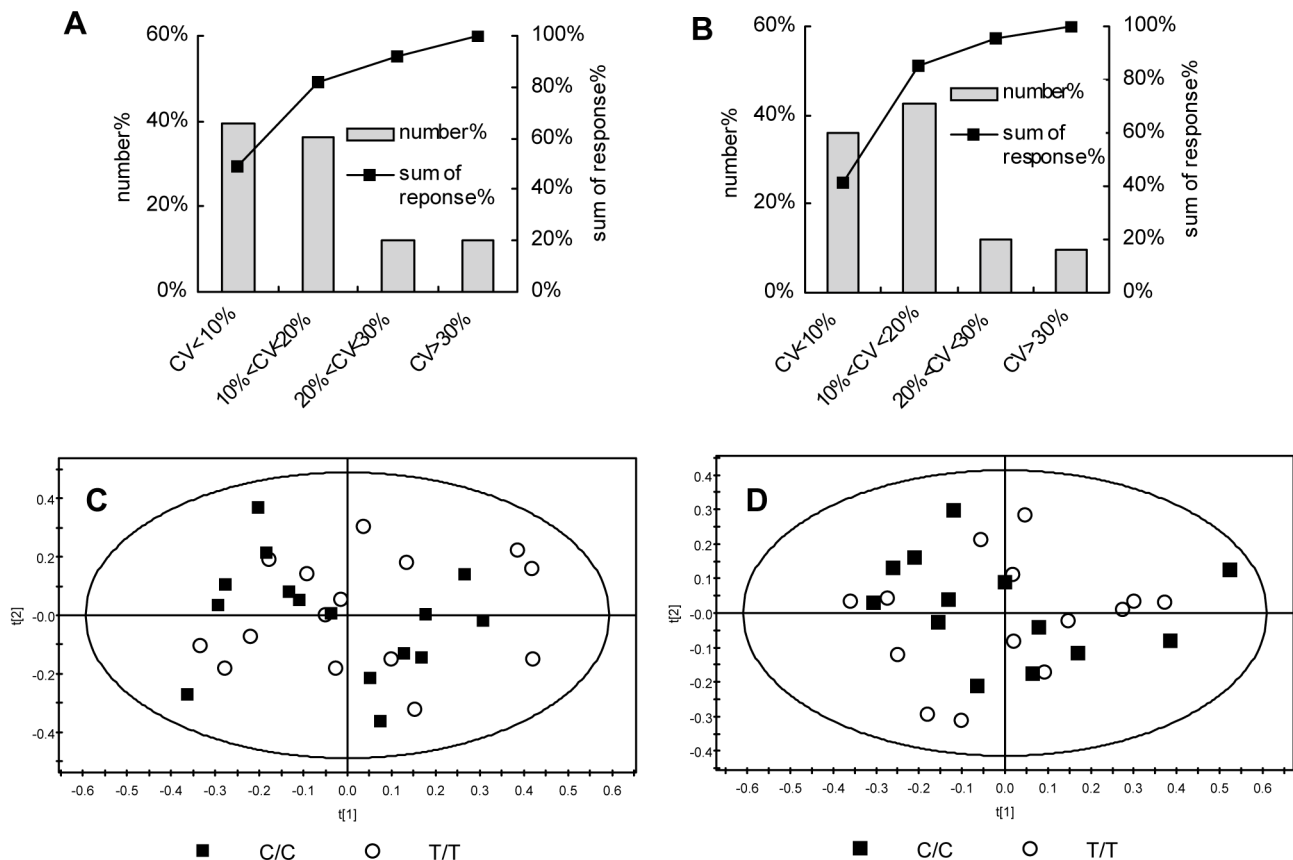 A
60%
40%
20%
0%
number%
100%
80%
60%
40%
20%
0%
sum of response%
number%
sum of
reponse%
CV<10%
10%<CV<20%
20%<CV<30%
CV>30%
B
60%
40%
20%
0%
number%
100%
80%
60%
40%
20%
0%
sum of response%
number%
sum of
response%
CV<10%
10%<CV<20%
20%<CV<30%
CV>30%
C
0.4
0.2
-0.0
-0.2
-0.4
t[2]
-0.6 -0.5 -0.4 -0.3 -0.2 -0.1 0.0 0.1 0.2 0.3 0.4 0.5 0.6
t[1]
C/C T/T
D
0.4
0.3
0.2
0.1
-0.0
-0.1
-0.2
-0.3
-0.4
t[2]
-0.6 -0.5 -0.4 -0.3 -0.2 -0.1 0.0 0.1 0.2 0.3 0.4 0.5 0.6
t[1]
C/C T/T